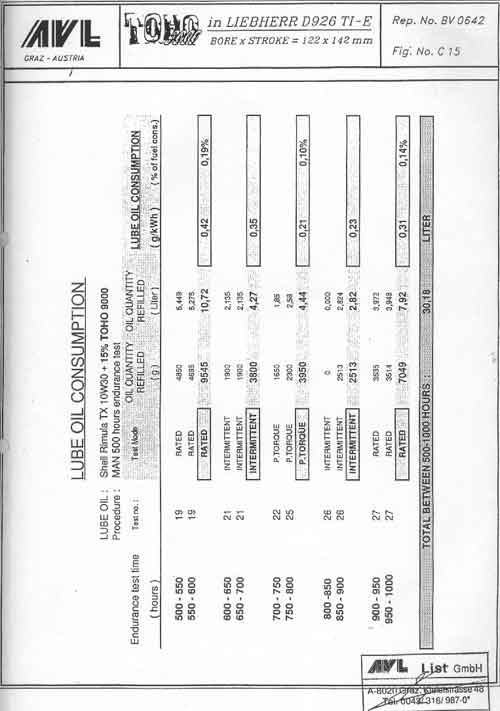 AVL
GRAZ - AUSTRIA
TOHO in LIEBHERR D926 TI-E
BORE x STROKE = 122 x 142 mm
Rep. No. BV 0642
Fig. No. C 15
LUBE OIL CONSUMPTION
LUBE OIL : Shell Rimula TX 10W30 + 15% TOHO 9000
Procedure : MAN 500 hours endurance test
Endurance test time Test no.: Test Mode OIL QUANTITY OIL QUANTITY LUBE OIL CONSUMPTION
REFILLED REFILLED
( hours ) ( g ) ( Liter ) (g/kWh) ( % of fuel cons.)
500 - 550 19 RATED 4850 5,449
550 - 600 19 RATED 4695 5,275
RATED 9545 10,72 0,42 0,19%
600 - 650 21 INTERMITTENT 1900 2,135
650 - 700 21 INTERMITTENT 1900 2,135
INTERMITTENT 3800 4,27 0,35
700 - 750 22 P.TORQUE 1650 1,85
750 - 800 25 P.TORQUE 2300 2,58
P.TORQUE 3950 4,44 0,21 0,10%
800 -850 26 INTERMITTENT 0 0,000
850 - 900 26 INTERMITTENT 2513 2,824
INTERMITTENT 2513 2,82 0,23
900 - 950 27 RATED 3535 3,972
950 - 1000 27 RATED 3514 3,948
RATED 7049 7,92 0,31 0,14%
TOTAL BETWEEN 500-1000 HOURS : 30,18 LITER
AVL List GmbH
A-8020 Graz, Kleiststrasse 48
Tel. 0043/ 316/ 987-0*